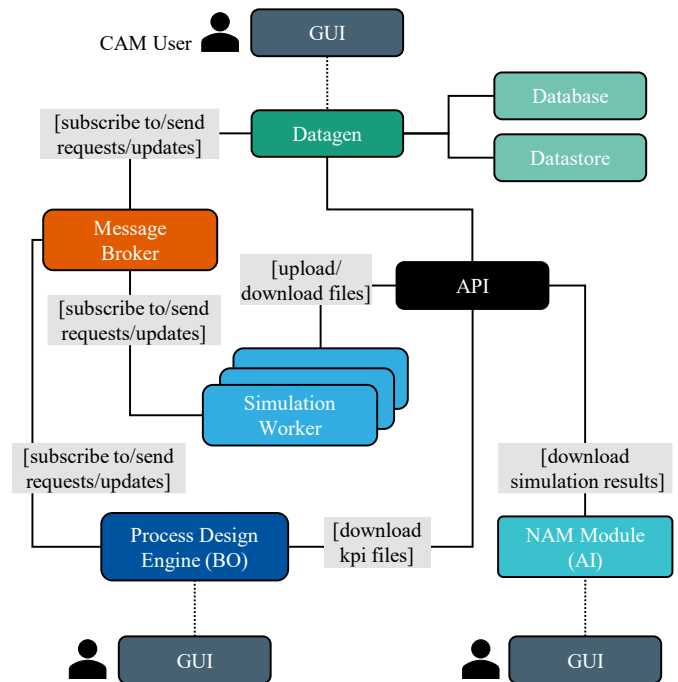 CAM User
GUI
Database
[subscribe to/send
requests/updates]
Datagen
Datastore
Message
Broker
[upload/
download files]
API
[subscribe to/send
requests/updates]
Simulation
Worker
[subscribe to/send
requests/updates]
[download
simulation results]
Process Design
Engine (BO)
[download
kpi files]
NAM Module
(AI)
GUI
GUI